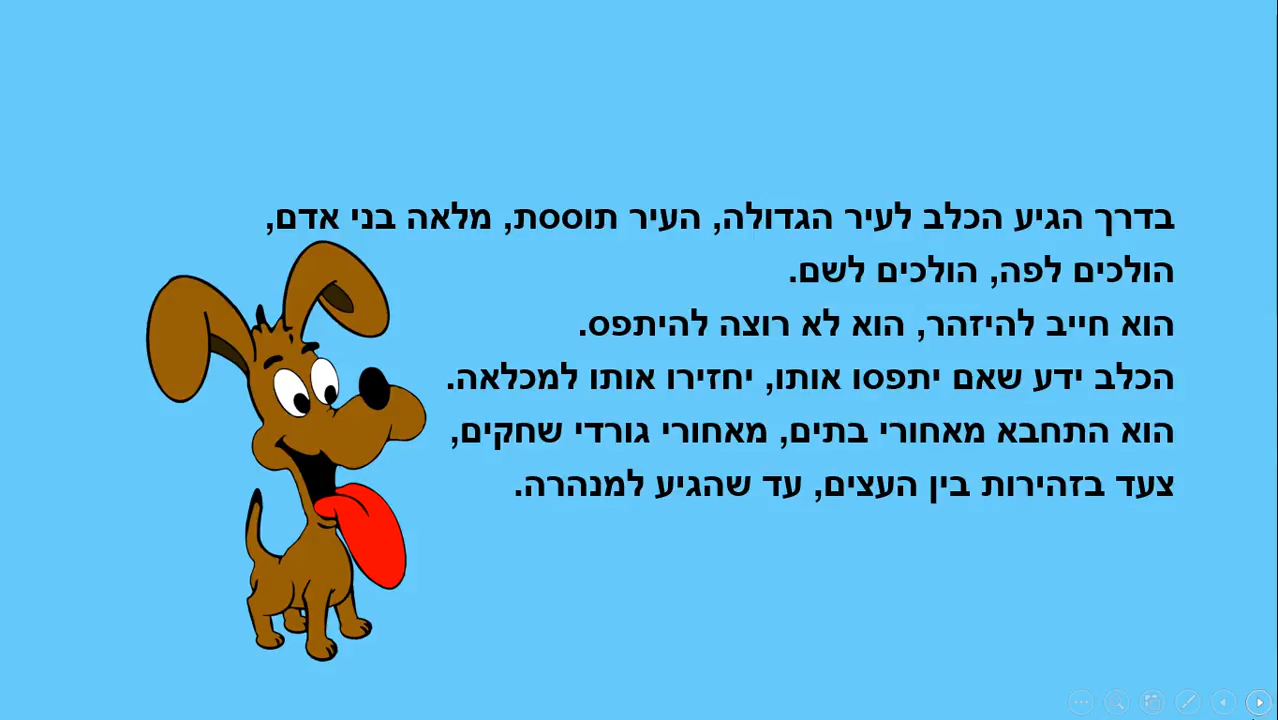 בדרך הגיע הכלב לעיר הגדולה, העיר תוססת, מלאה בני אדם,
הולכים לפה, הולכים לשם.
הוא חייב להיזהר, הוא לא רוצה להיתפס.
הכלב ידע שאם יתפסו אותו, יחזירו אותו למכלאה.
הוא התחבא מאחורי בתים, מאחורי גורדי שחקים,
צעד בזהירות בין העצים, עד שהגיע למנהרה.